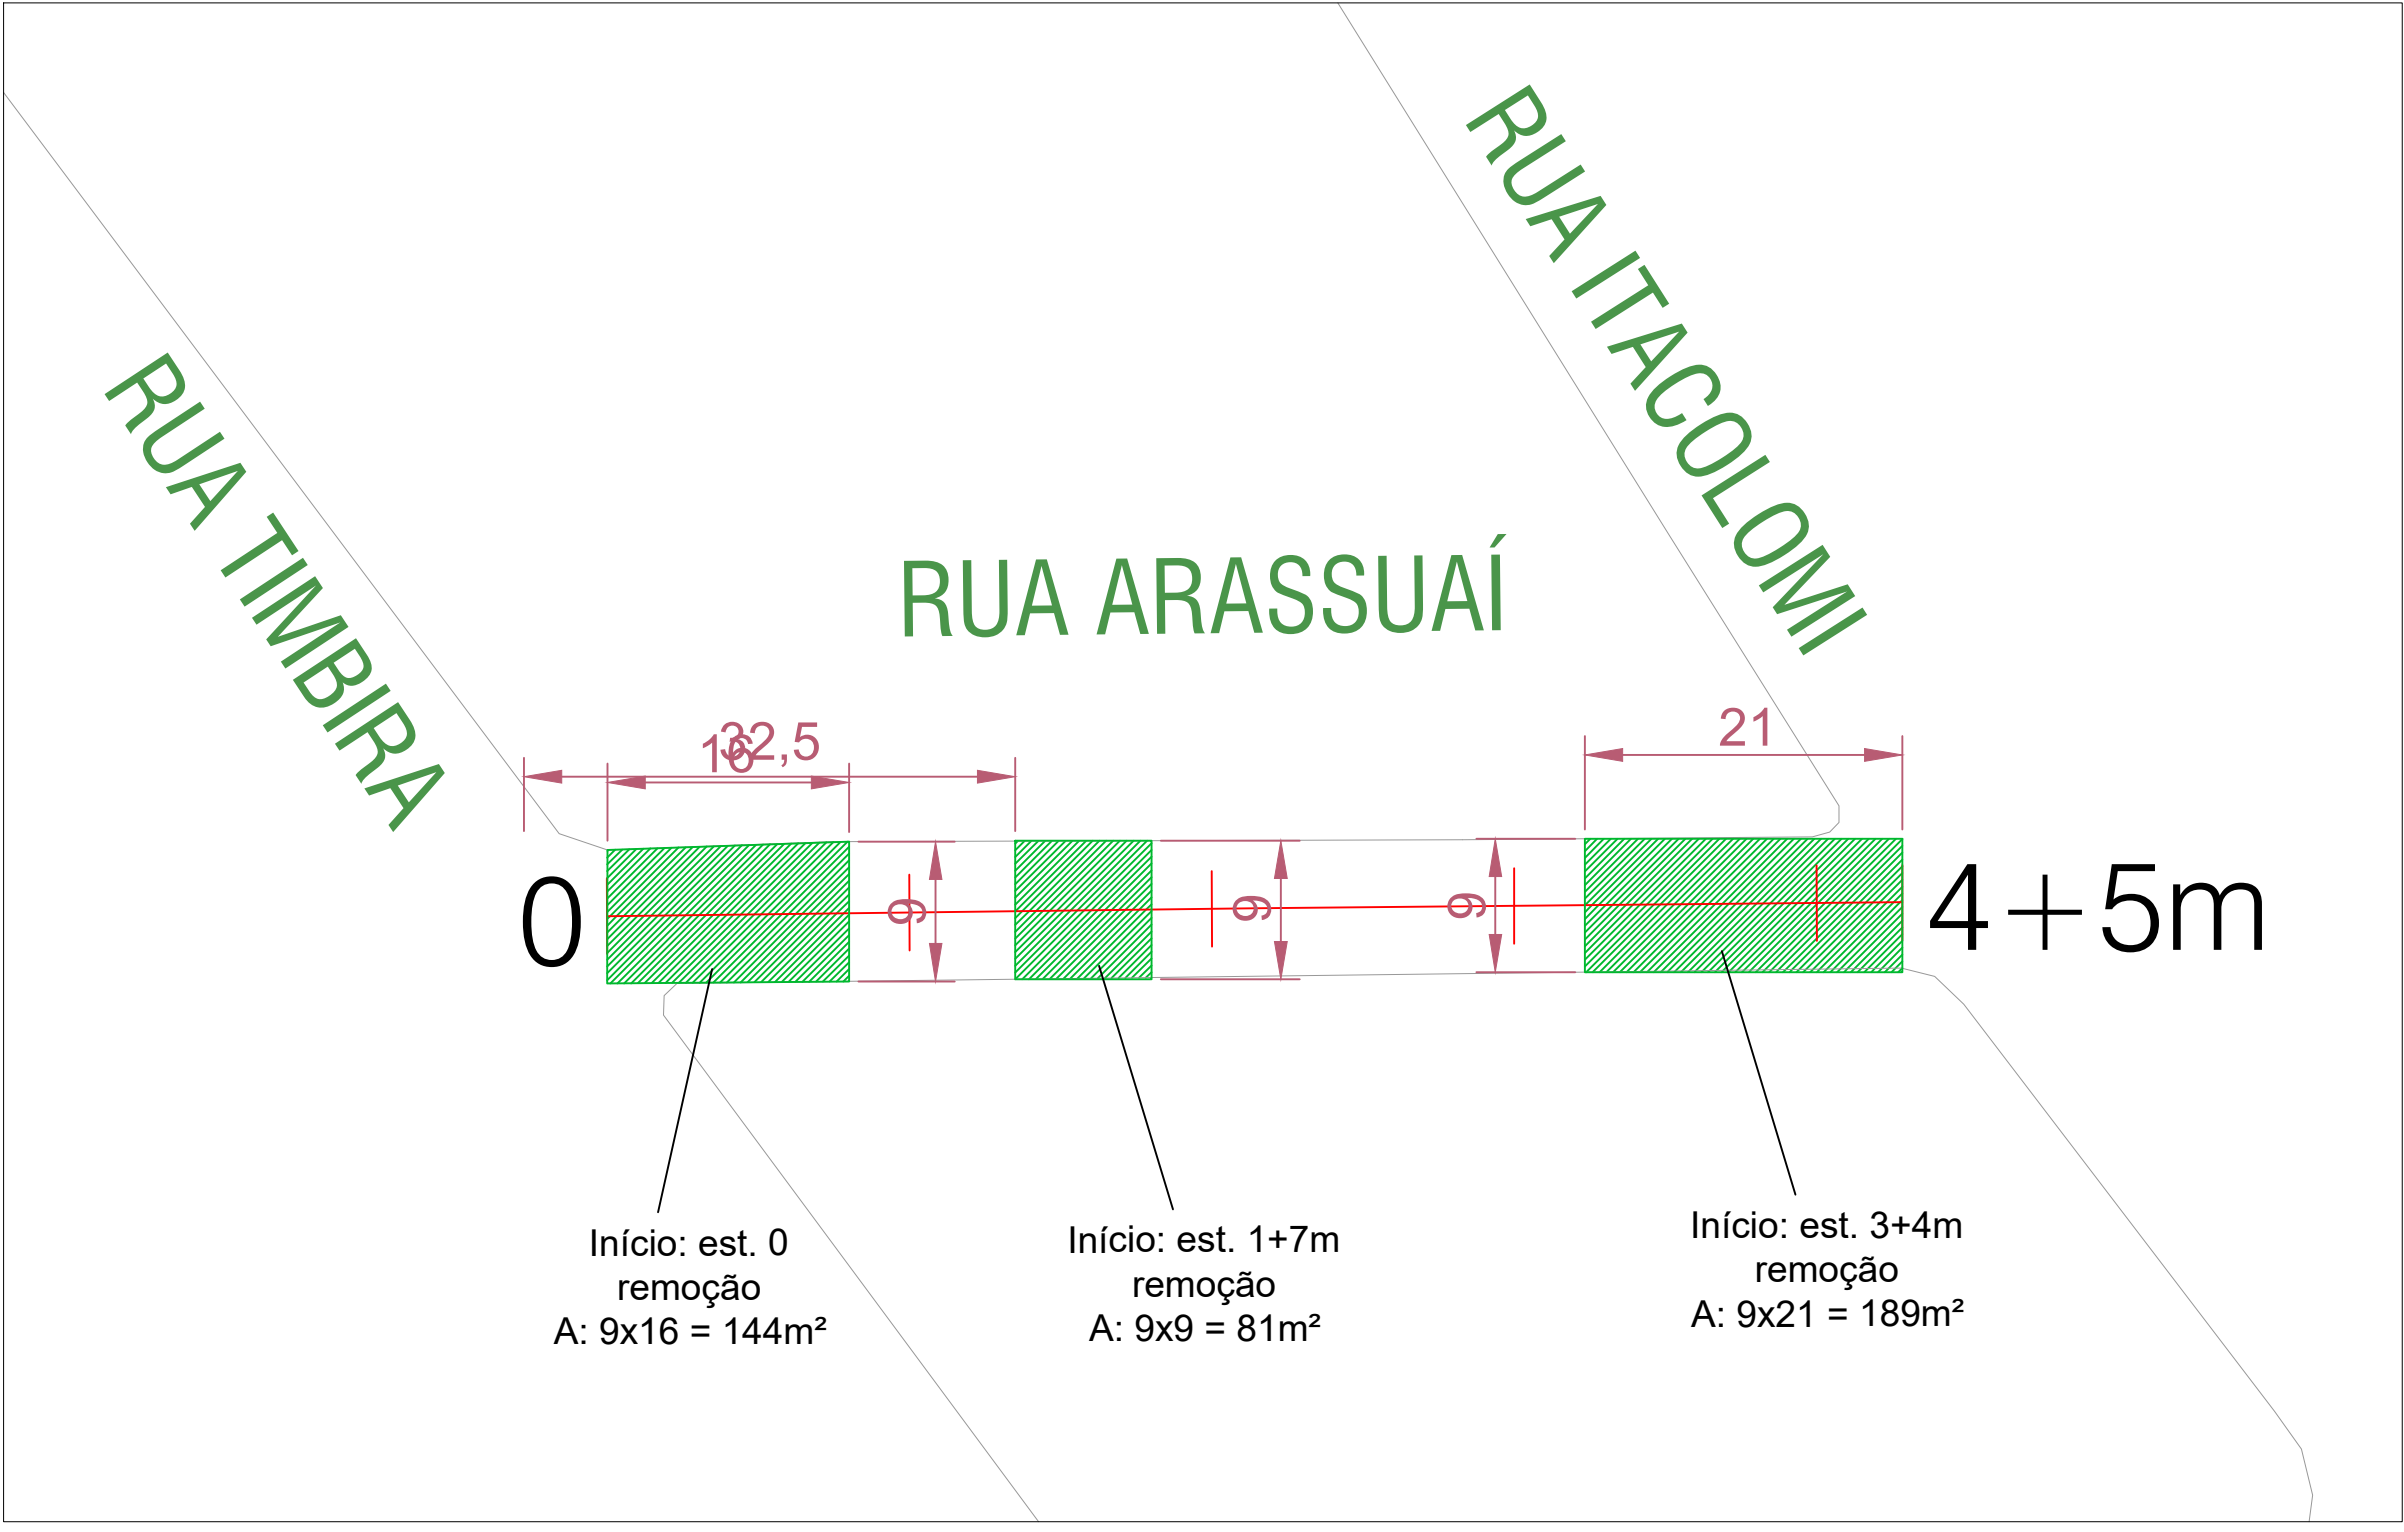 RUA ITACOLOMI
RUA TIMBIRA
RUA ARASSUAÍ
32,5
16
21
0
9
9
9
4+5m
Início: est. 0
remoção
A: 9x16 = 144m²
Início: est. 1+7m
remoção
A: 9x9 = 81m²
Início: est. 3+4m
remoção
A: 9x21 = 189m²